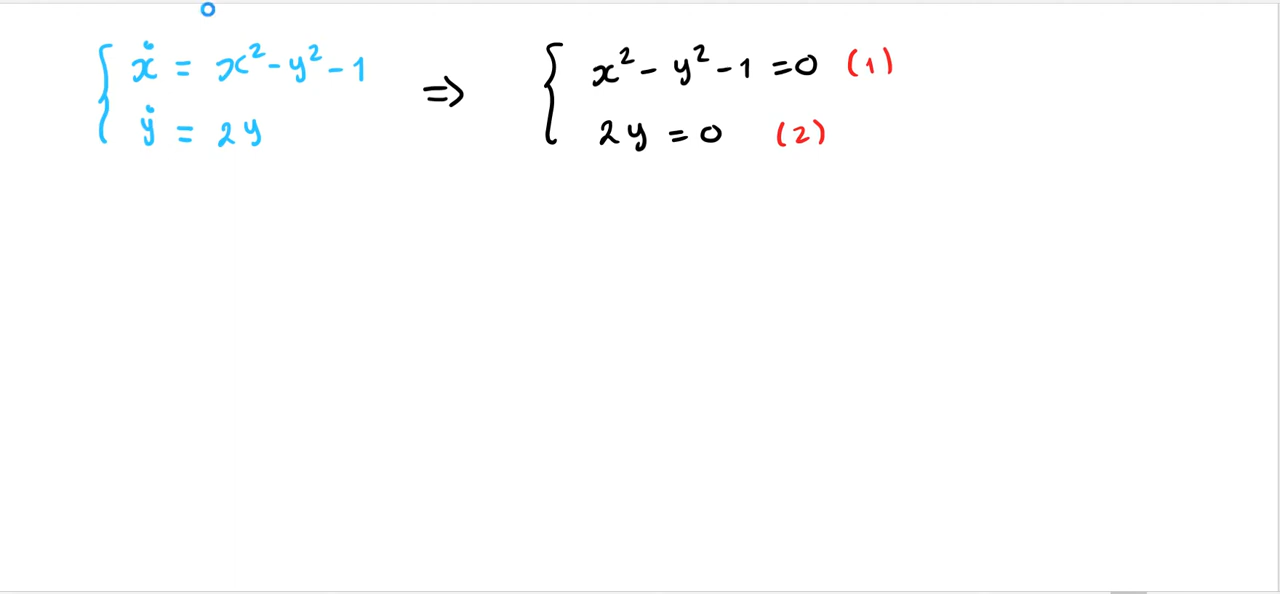 { ẋ = x² - y² - 1 ⇒ { x² - y² - 1 = 0 (1)
ẏ = 2y 2y = 0 (2)